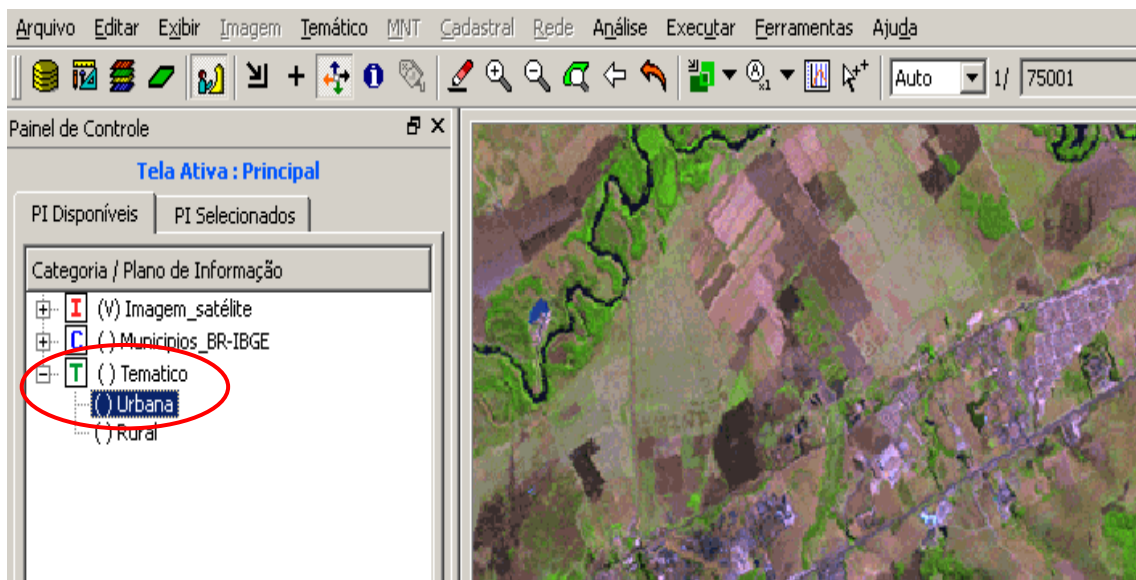 Arquivo Editar Exibir Imagem Temático MNT Cadastral Rede Análise Executar Ferramentas Ajuda
Auto 1/ 75001
Painel de Controle
Tela Ativa : Principal
PI Disponíveis PI Selecionados
Categoria / Plano de Informação
I (V) Imagem_satélite
C ( ) Municipios_BR-IBGE
T ( ) Tematico
( ) Urbana
( ) Rural